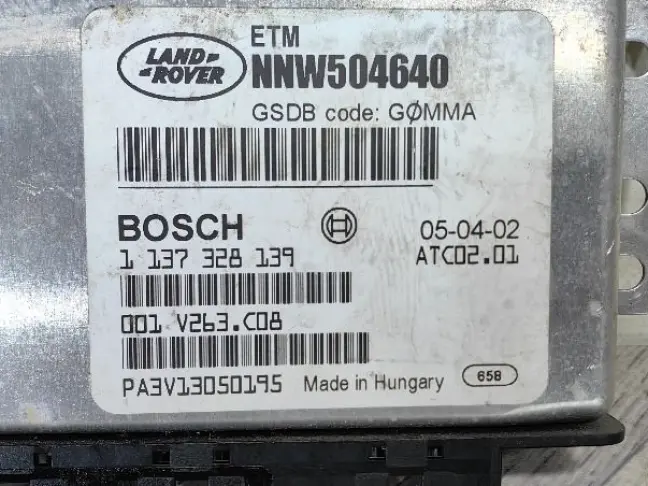 LAND ROVER
ETM
NNW504640
GSDB code: GØMMA
BOSCH
05-04-02
1 137 328 139
ATC02.01
001 V263.C08
PA3V13050195
Made in Hungary
658